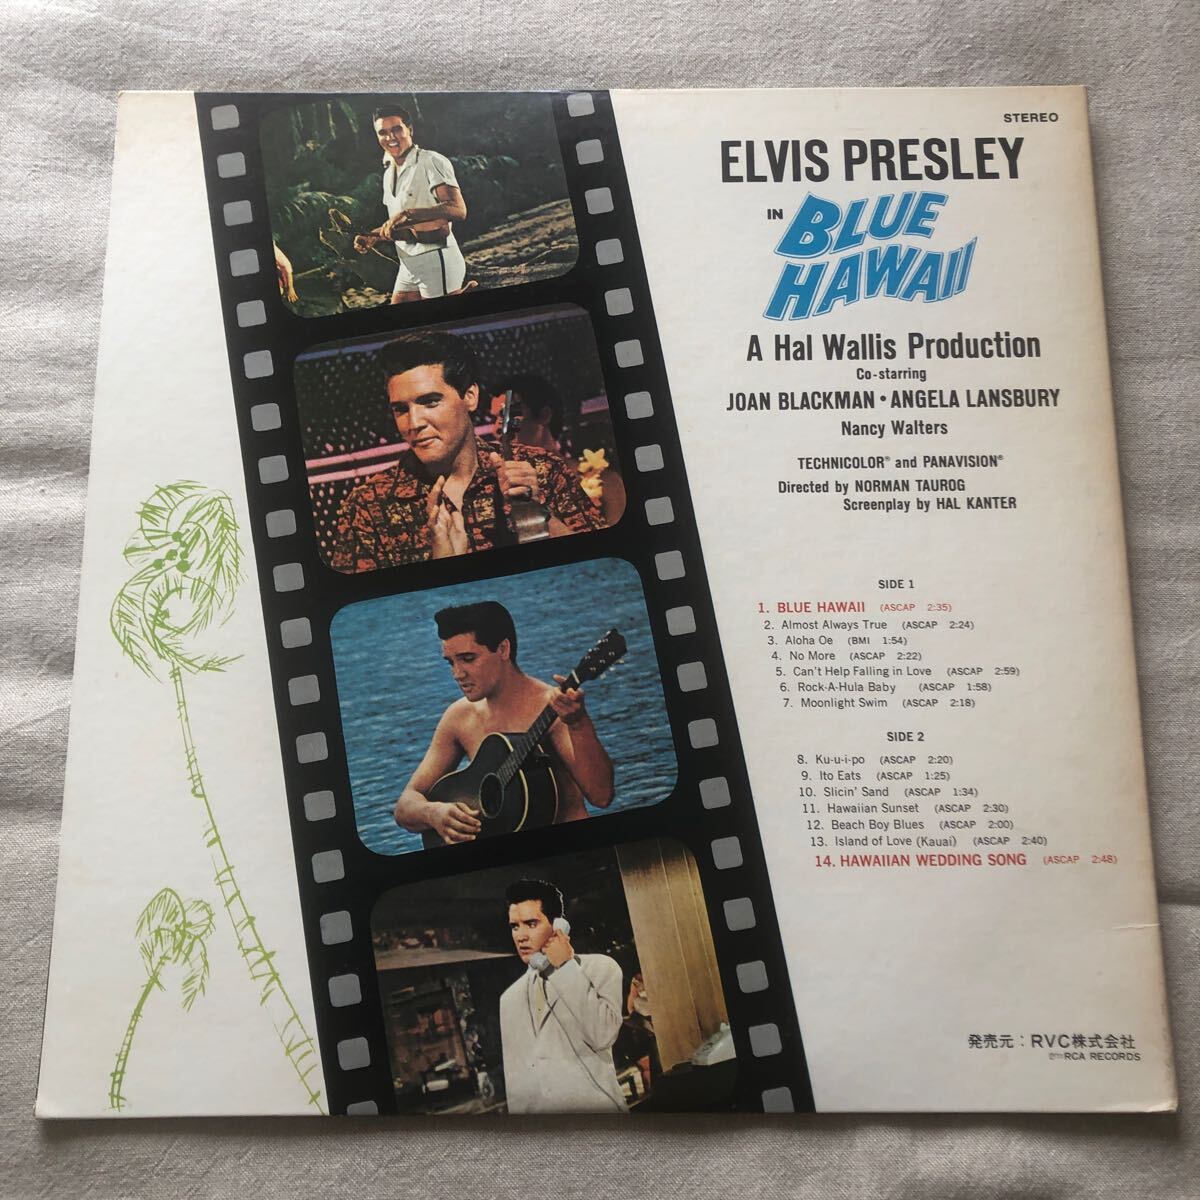 STEREO
ELVIS PRESLEY
IN BLUE
HAWAII
A Hal Wallis Production
Co-starring
JOAN BLACKMAN • ANGELA LANSBURY
Nancy Walters
TECHNICOLOR® and PANAVISION®
Directed by NORMAN TAUROG
Screenplay by HAL KANTER
SIDE 1
1. BLUE HAWAII (ASCAP 2:35)
2. Almost Always True (ASCAP 2:24)
3. Aloha Oe (BMI 1:54)
4. No More (ASCAP 2:22)
5. Can't Help Falling in Love (ASCAP 2:59)
6. Rock-A-Hula Baby (ASCAP 1:58)
7. Moonlight Swim (ASCAP 2:18)
SIDE 2
8. Ku-u-i-po (ASCAP 2:20)
9. Ito Eats (ASCAP 1:25)
10. Slicin' Sand (ASCAP 1:34)
11. Hawaiian Sunset (ASCAP 2:30)
12. Beach Boy Blues (ASCAP 2:00)
13. Island of Love (Kauai) (ASCAP 2:40)
14. HAWAIIAN WEDDING SONG (ASCAP 2:48)
発売元：RVC株式会社
RCA RECORDS